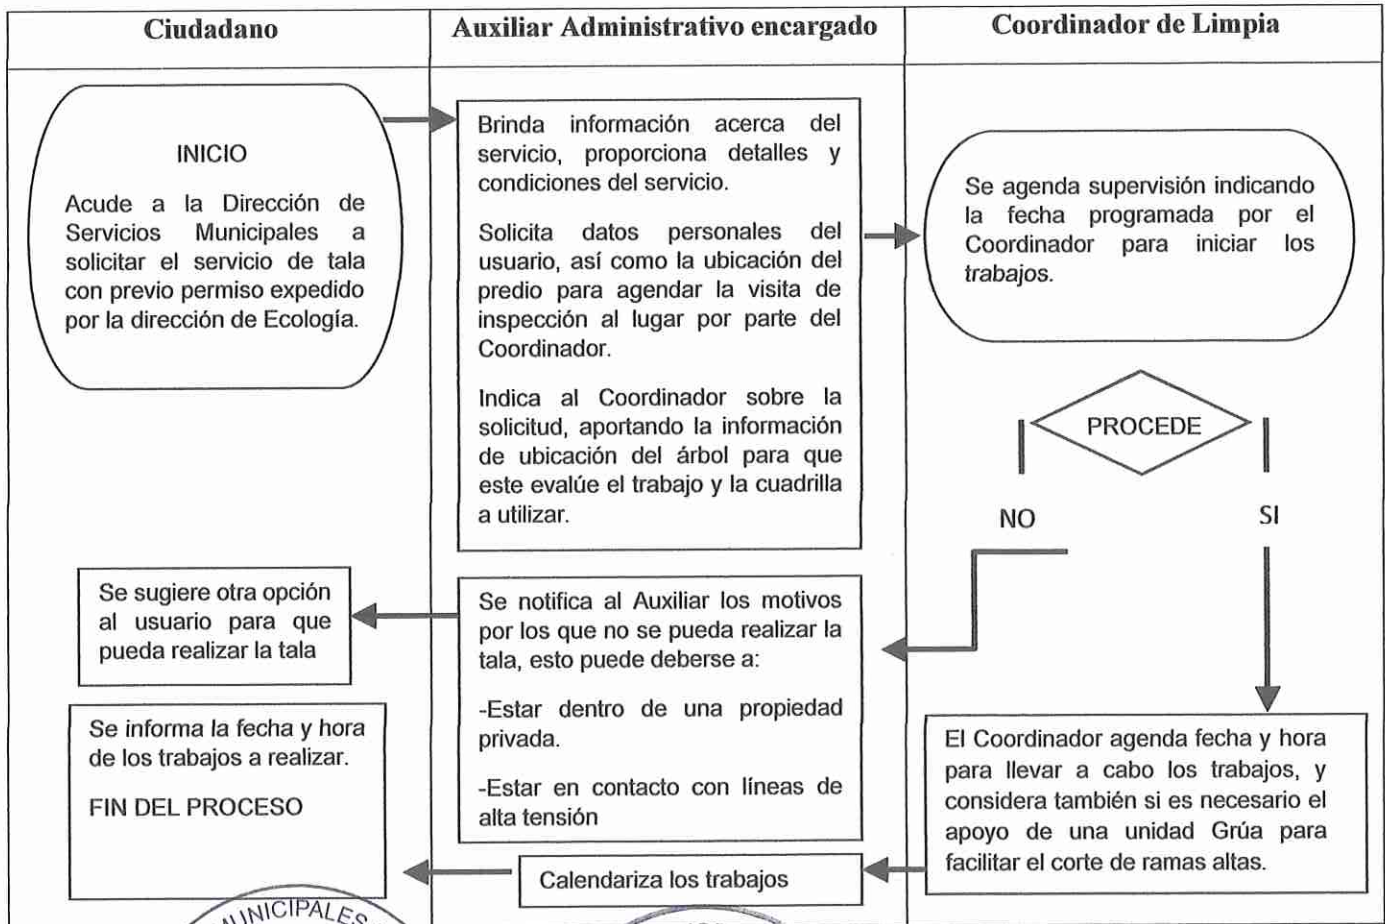 Ciudadano
Auxiliar Administrativo encargado
Coordinador de Limpia
INICIO
Acude a la Dirección de
Servicios Municipales a
solicitar el servicio de tala
con previo permiso expedido
por la dirección de Ecología.
Brinda información acerca del
servicio, proporciona detalles y
condiciones del servicio.
Solicita datos personales del
usuario, así como la ubicación del
predio para agendar la visita de
inspección al lugar por parte del
Coordinador.
Indica al Coordinador sobre la
solicitud, aportando la información
de ubicación del árbol para que
este evalúe el trabajo y la cuadrilla
a utilizar.
Se agenda supervisión indicando
la fecha programada por el
Coordinador para iniciar los
trabajos.
PROCEDE
NO
SI
Se notifica al Auxiliar los motivos
por los que no se pueda realizar la
tala, esto puede deberse a:
-Estar dentro de una propiedad
privada.
-Estar en contacto con líneas de
alta tensión
Se sugiere otra opción
al usuario para que
pueda realizar la tala
El Coordinador agenda fecha y hora
para llevar a cabo los trabajos, y
considera también si es necesario el
apoyo de una unidad Grúa para
facilitar el corte de ramas altas.
Calendariza los trabajos
Se informa la fecha y hora
de los trabajos a realizar.
FIN DEL PROCESO
MUNICIPALES